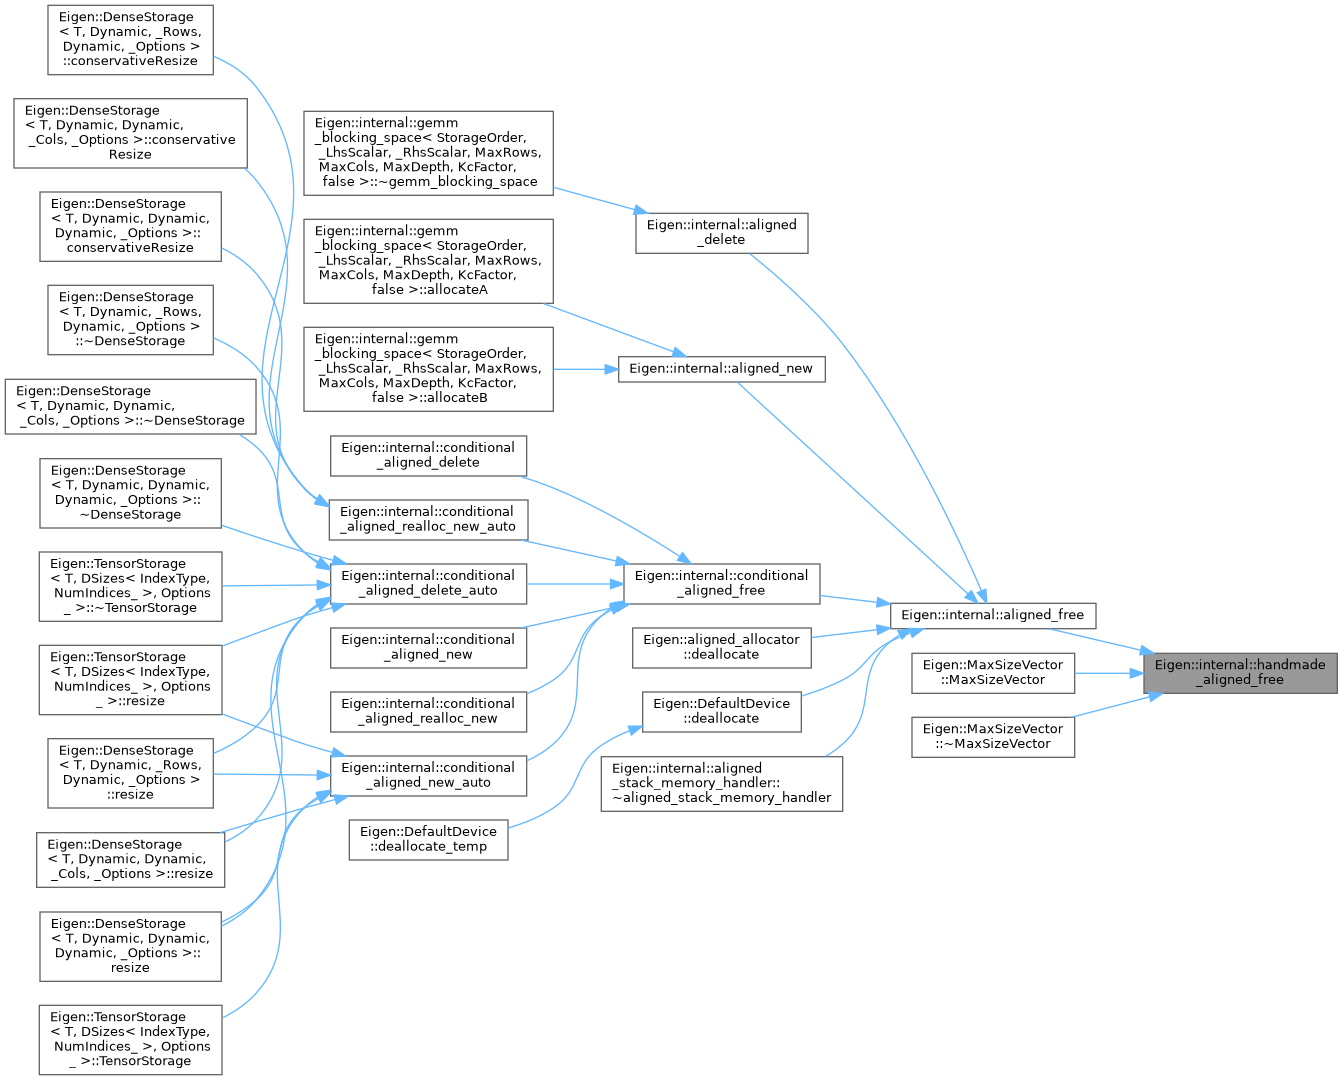 Eigen::DenseStorage
< T, Dynamic, _Rows,
Dynamic, _Options >
::conservativeResize
Eigen::DenseStorage
< T, Dynamic, Dynamic,
_Cols, _Options >::conservative
Resize
Eigen::DenseStorage
< T, Dynamic, Dynamic,
Dynamic, _Options >::
conservativeResize
Eigen::DenseStorage
< T, Dynamic, _Rows,
Dynamic, _Options >
::~DenseStorage
Eigen::DenseStorage
< T, Dynamic, Dynamic,
_Cols, _Options >::~DenseStorage
Eigen::DenseStorage
< T, Dynamic, Dynamic,
Dynamic, _Options >::
~DenseStorage
Eigen::TensorStorage
< T, DSizes< IndexType,
NumIndices_ >, Options
_ >::~TensorStorage
Eigen::TensorStorage
< T, DSizes< IndexType,
NumIndices_ >, Options
_ >::resize
Eigen::DenseStorage
< T, Dynamic, _Rows,
Dynamic, _Options >
::resize
Eigen::DenseStorage
< T, Dynamic, Dynamic,
_Cols, _Options >::resize
Eigen::DenseStorage
< T, Dynamic, Dynamic,
Dynamic, _Options >::
resize
Eigen::TensorStorage
< T, DSizes< IndexType,
NumIndices_ >, Options
_ >::TensorStorage
Eigen::internal::gemm
_blocking_space< StorageOrder,
_LhsScalar, _RhsScalar, MaxRows,
MaxCols, MaxDepth, KcFactor,
false >::~gemm_blocking_space
Eigen::internal::gemm
_blocking_space< StorageOrder,
_LhsScalar, _RhsScalar, MaxRows,
MaxCols, MaxDepth, KcFactor,
false >::allocateA
Eigen::internal::gemm
_blocking_space< StorageOrder,
_LhsScalar, _RhsScalar, MaxRows,
MaxCols, MaxDepth, KcFactor,
false >::allocateB
Eigen::internal::conditional
_aligned_delete
Eigen::internal::conditional
_aligned_realloc_new_auto
Eigen::internal::conditional
_aligned_delete_auto
Eigen::internal::conditional
_aligned_new
Eigen::internal::conditional
_aligned_realloc_new
Eigen::internal::conditional
_aligned_new_auto
Eigen::DefaultDevice
::deallocate_temp
Eigen::internal::aligned
_delete
Eigen::internal::aligned_new
Eigen::internal::conditional
_aligned_free
Eigen::aligned_allocator
::deallocate
Eigen::DefaultDevice
::deallocate
Eigen::internal::aligned
_stack_memory_handler::
~aligned_stack_memory_handler
Eigen::internal::aligned_free
Eigen::MaxSizeVector
::MaxSizeVector
Eigen::MaxSizeVector
::~MaxSizeVector
Eigen::internal::handmade
_aligned_free